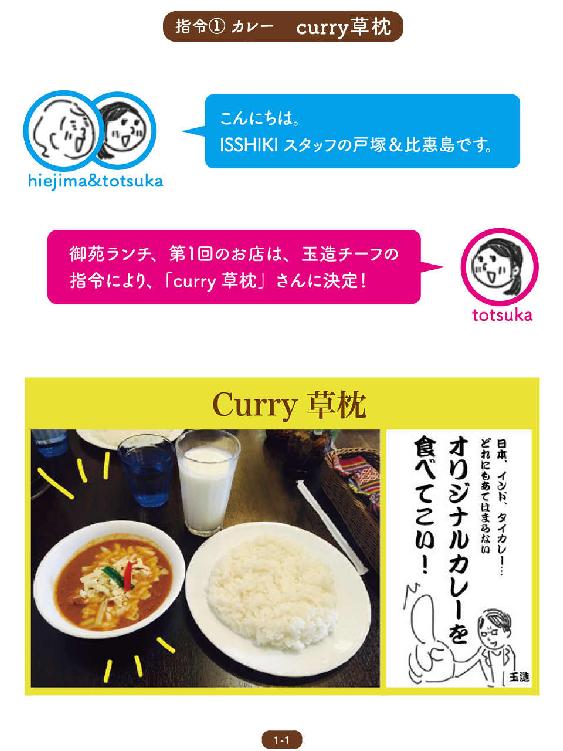 指令① カレー　curry草枕
こんにちは。
ISSHIKI スタッフの戸塚＆比恵島です。
hiejima&totsuka
御苑ランチ、第1回のお店は、玉造チーフの
指令により、「curry 草枕」さんに決定！
totsuka
Curry 草枕
日本、インド、タイカレー…
どれにもあてはまらない
オリジナルカレーを
食べてこい！
玉造
1-1